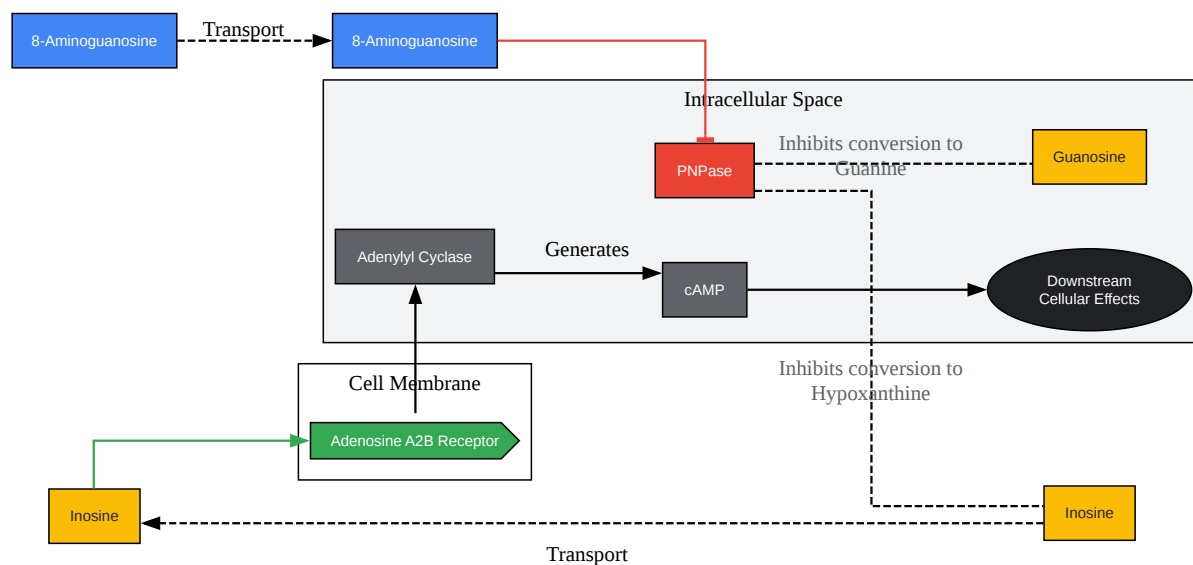 8-Aminoguanosine
Transport
8-Aminoguanosine
Intracellular Space
PNPase
Inhibits conversion to
Guanine
Guanosine
Adenylyl Cyclase
Generates
cAMP
Downstream
Cellular Effects
Cell Membrane
Adenosine A2B Receptor
Inhibits conversion to
Hypoxanthine
Inosine
Transport
Inosine